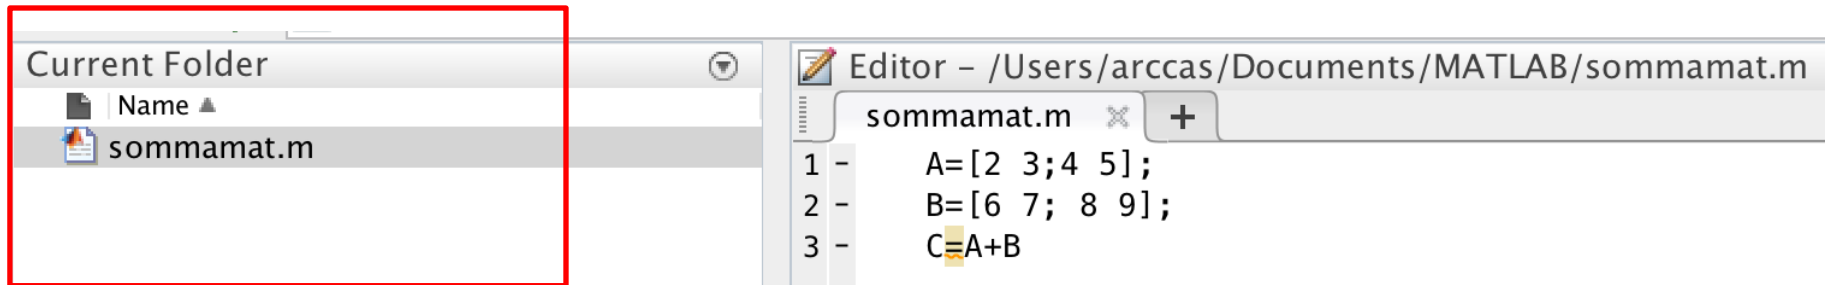 Current Folder
Name
sommamat.m
Editor – /Users/arccas/Documents/MATLAB/sommamat.m
sommamat.m
1 – A=[2 3;4 5];
2 – B=[6 7; 8 9];
3 – C=A+B